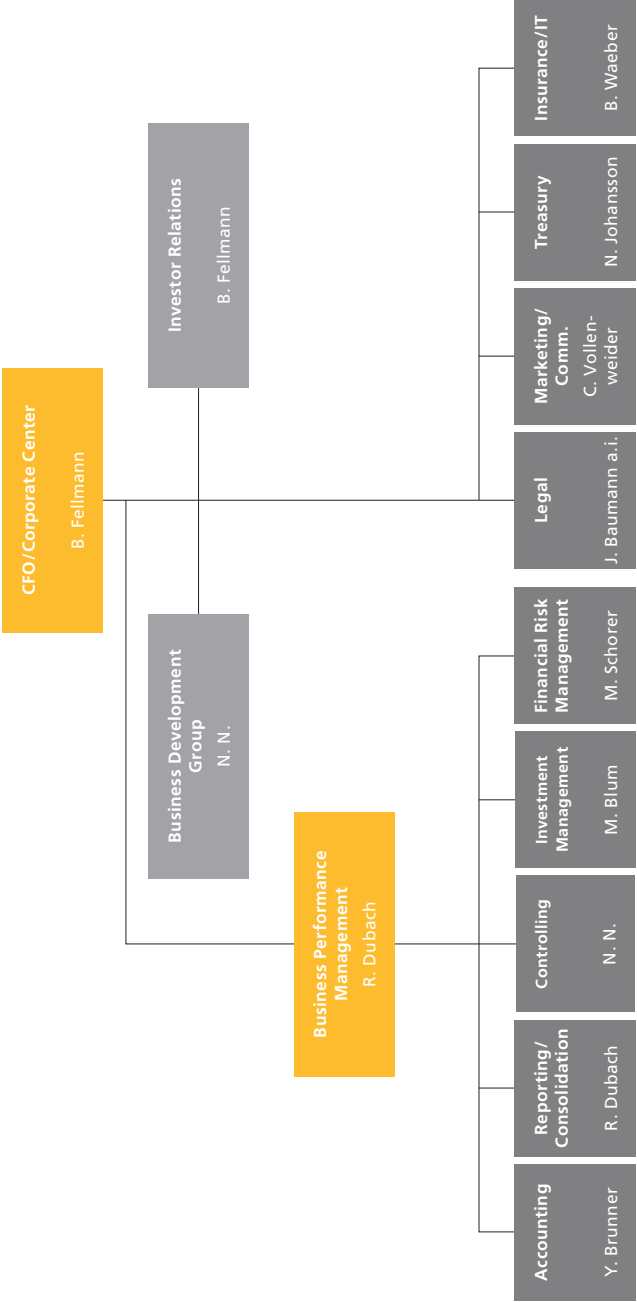 CFO/Corporate Center
B. Fellmann
Business Development
Group
N. N.
Investor Relations
B. Fellmann
Business Performance
Management
R. Dubach
Accounting
Y. Brunner
Reporting/
Consolidation
R. Dubach
Controlling
N. N.
Investment
Management
M. Blum
Financial Risk
Management
M. Schorer
Legal
J. Baumann a.i.
Marketing/
Comm.
C. Vollen-
weider
Treasury
N. Johansson
Insurance/IT
B. Waeber